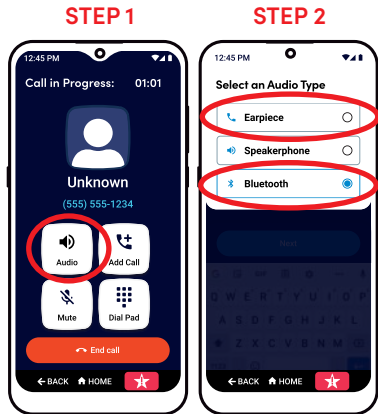 STEP 1
12:45 PM
Call in Progress: 01:01
Unknown
(555) 555-1234
Audio
Add Call
Mute
Dial Pad
End call
BACK HOME
STEP 2
12:45 PM
Select an Audio Type
Earpiece
Speakerphone
Bluetooth
Next
Q W E R T Y U I O P
A S D F G H J K L
Z X C V B N M
BACK HOME